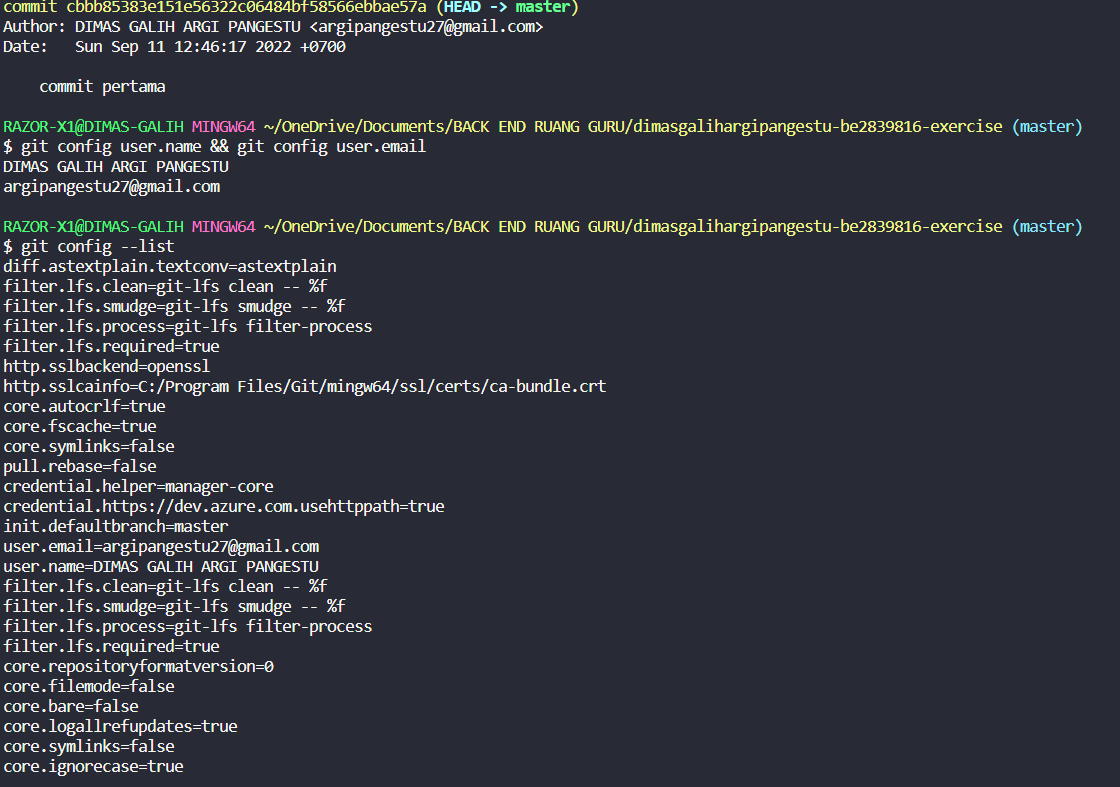 commit cbbb85383e151e56322c06484bf58566ebbae57a (HEAD -> master)
Author: DIMAS GALIH ARGI PANGESTU <argipangestu27@gmail.com>
Date:   Sun Sep 11 12:46:17 2022 +0700
    commit pertama
RAZOR-X1@DIMAS-GALIH MINGW64 ~/OneDrive/Documents/BACK END RUANG GURU/dimasgalihargipangestu-be2839816-exercise (master)
$ git config user.name && git config user.email
DIMAS GALIH ARGI PANGESTU
argipangestu27@gmail.com
RAZOR-X1@DIMAS-GALIH MINGW64 ~/OneDrive/Documents/BACK END RUANG GURU/dimasgalihargipangestu-be2839816-exercise (master)
$ git config --list
diff.astextplain.textconv=astextplain
filter.lfs.clean=git-lfs clean -- %f
filter.lfs.smudge=git-lfs smudge -- %f
filter.lfs.process=git-lfs filter-process
filter.lfs.required=true
http.sslbackend=openssl
http.sslcainfo=C:/Program Files/Git/mingw64/ssl/certs/ca-bundle.crt
core.autocrlf=true
core.fscache=true
core.symlinks=false
pull.rebase=false
credential.helper=manager-core
credential.https://dev.azure.com.usehttppath=true
init.defaultbranch=master
user.email=argipangestu27@gmail.com
user.name=DIMAS GALIH ARGI PANGESTU
filter.lfs.clean=git-lfs clean -- %f
filter.lfs.smudge=git-lfs smudge -- %f
filter.lfs.process=git-lfs filter-process
filter.lfs.required=true
core.repositoryformatversion=0
core.filemode=false
core.bare=false
core.logallrefupdates=true
core.symlinks=false
core.ignorecase=true